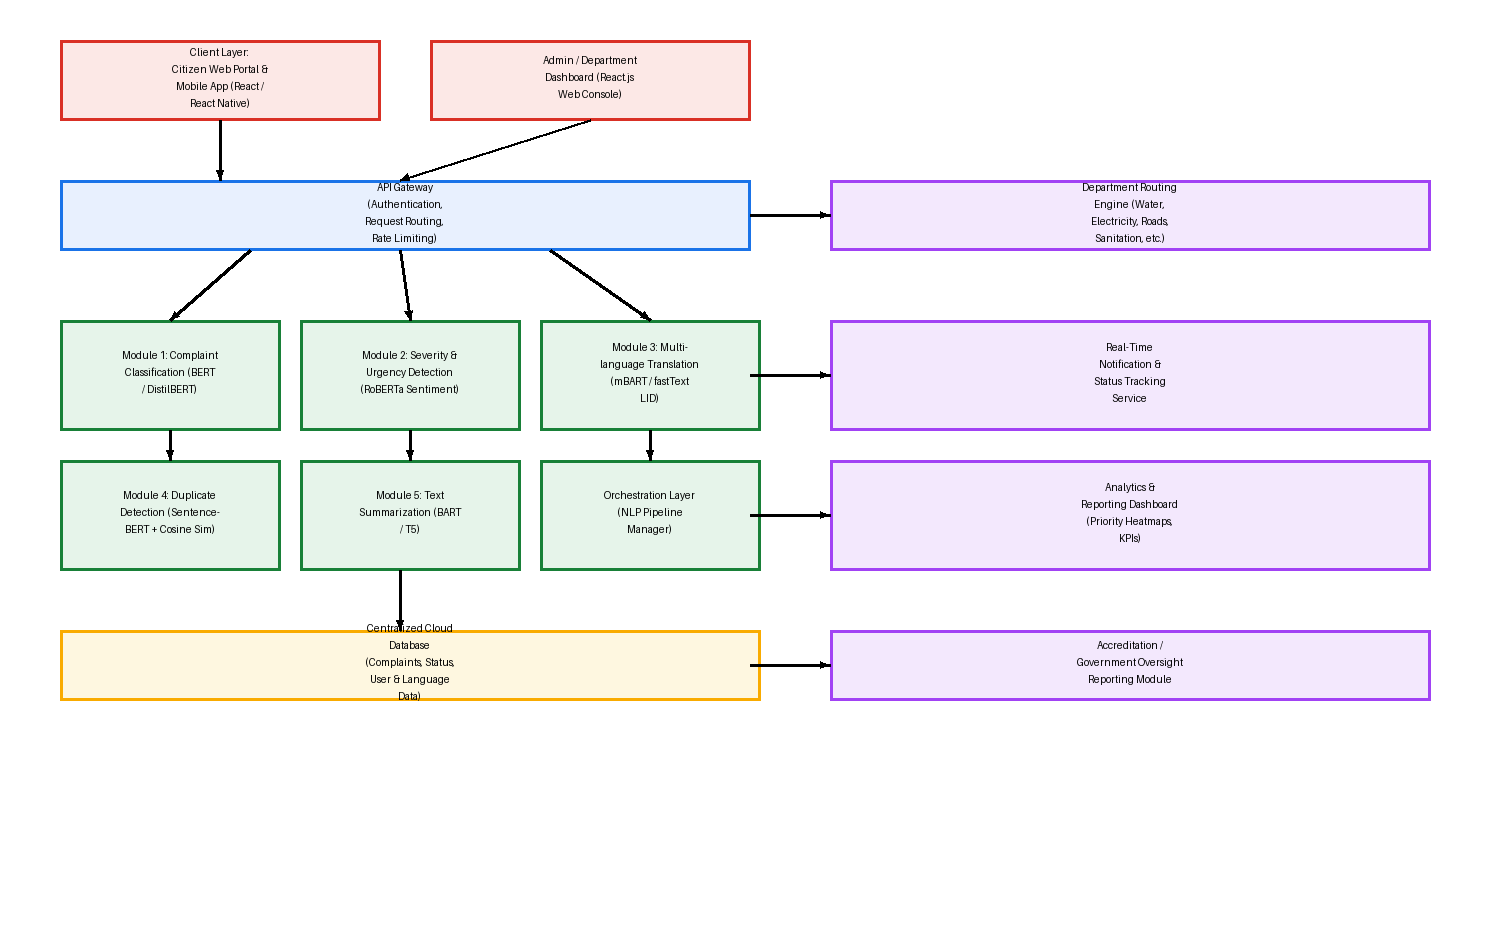 Client Layer:
Citizen Web Portal &
Mobile App (React /
React Native)
Admin / Department
Dashboard (React.js
Web Console)
API Gateway
(Authentication,
Request Routing,
Rate Limiting)
Department Routing
Engine (Water,
Electricity, Roads,
Sanitation, etc.)
Module 1: Complaint
Classification (BERT
/ DistilBERT)
Module 2: Severity &
Urgency Detection
(RoBERTa Sentiment)
Module 3: Multi-
language Translation
(mBART / fastText
LID)
Real-Time
Notification &
Status Tracking
Service
Module 4: Duplicate
Detection (Sentence-
BERT + Cosine Sim)
Module 5: Text
Summarization (BART
/ T5)
Orchestration Layer
(NLP Pipeline
Manager)
Analytics &
Reporting Dashboard
(Priority Heatmaps,
KPIs)
Centralized Cloud
Database
(Complaints, Status,
User & Language
Data)
Accreditation /
Government Oversight
Reporting Module